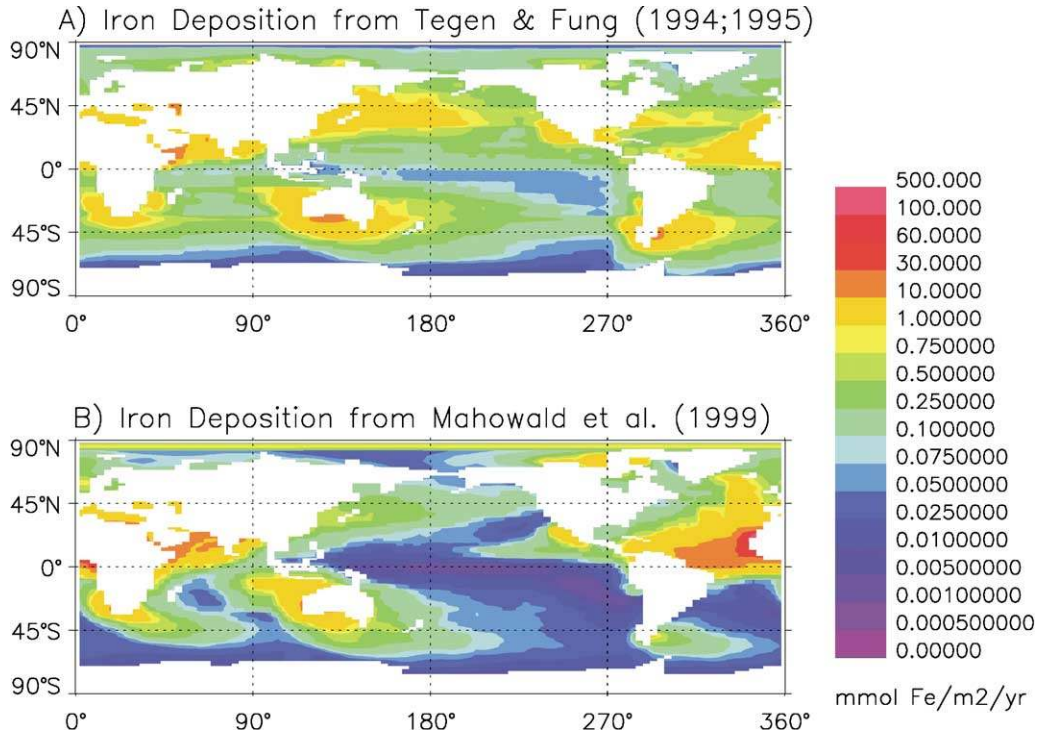 A) Iron Deposition from Tegen & Fung (1994;1995)
90°N
45°N
0°
45°S
90°S
0° 90° 180° 270° 360°
B) Iron Deposition from Mahowald et al. (1999)
90°N
45°N
0°
45°S
90°S
0° 90° 180° 270° 360°
500.000
100.000
60.0000
30.0000
10.0000
1.00000
0.750000
0.500000
0.250000
0.100000
0.0750000
0.0500000
0.0250000
0.0100000
0.00500000
0.00100000
0.000500000
0.00000
mmol Fe/m2/yr